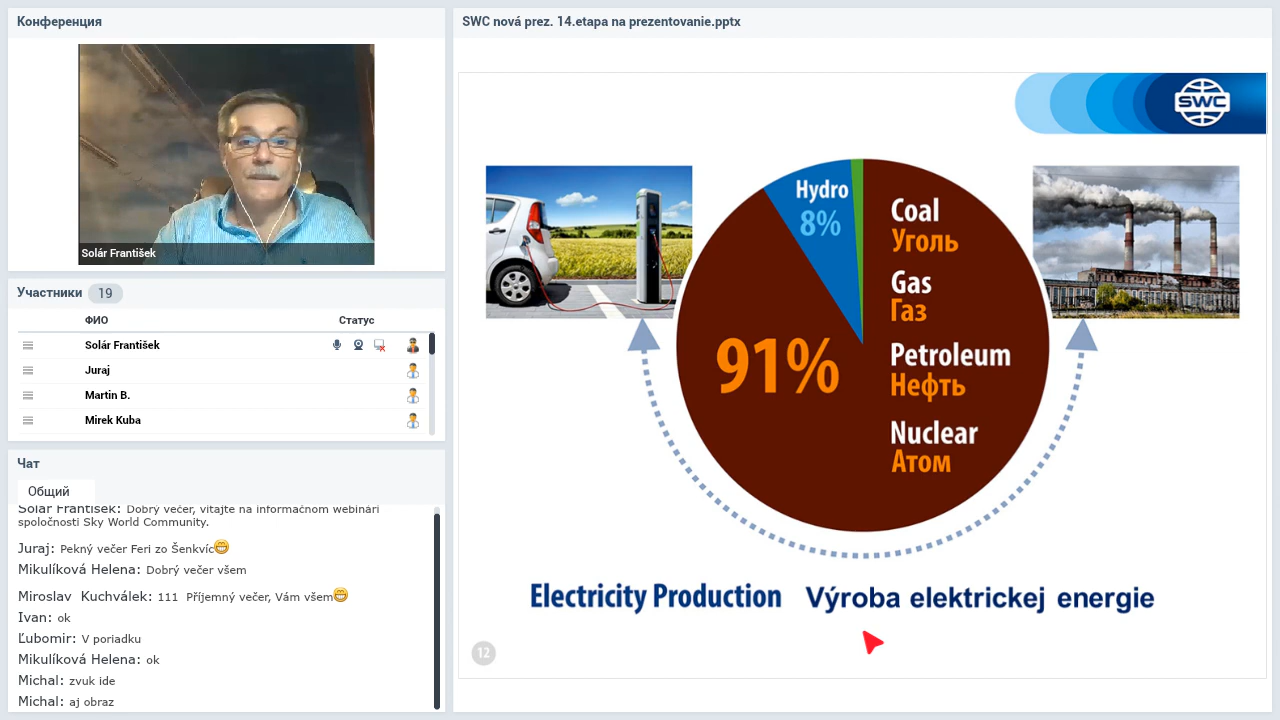 Конференция
Solár František
Участники 19
ФИО Статус
Solár František
Juraj
Martin B.
Mirek Kuba
Чат
Общий
Solár František: Dobrý večer, vitajte na informačnom webinári
spoločnosti Sky World Community.
Juraj: Pekný večer Feri zo Šenkvíc
Mikulíková Helena: Dobrý večer všem
Miroslav Kuchválek: 111 Příjemný večer, Vám všem
Ivan: ok
Ľubomir: V poriadku
Mikulíková Helena: ok
Michal: zvuk ide
Michal: aj obraz
SWC nová prez. 14.etapa na prezentovanie.pptx
SWC
Hydro
8%
91%
Coal
Уголь
Gas
Газ
Petroleum
Нефть
Nuclear
Атом
Electricity Production Výroba elektrickej energie
12